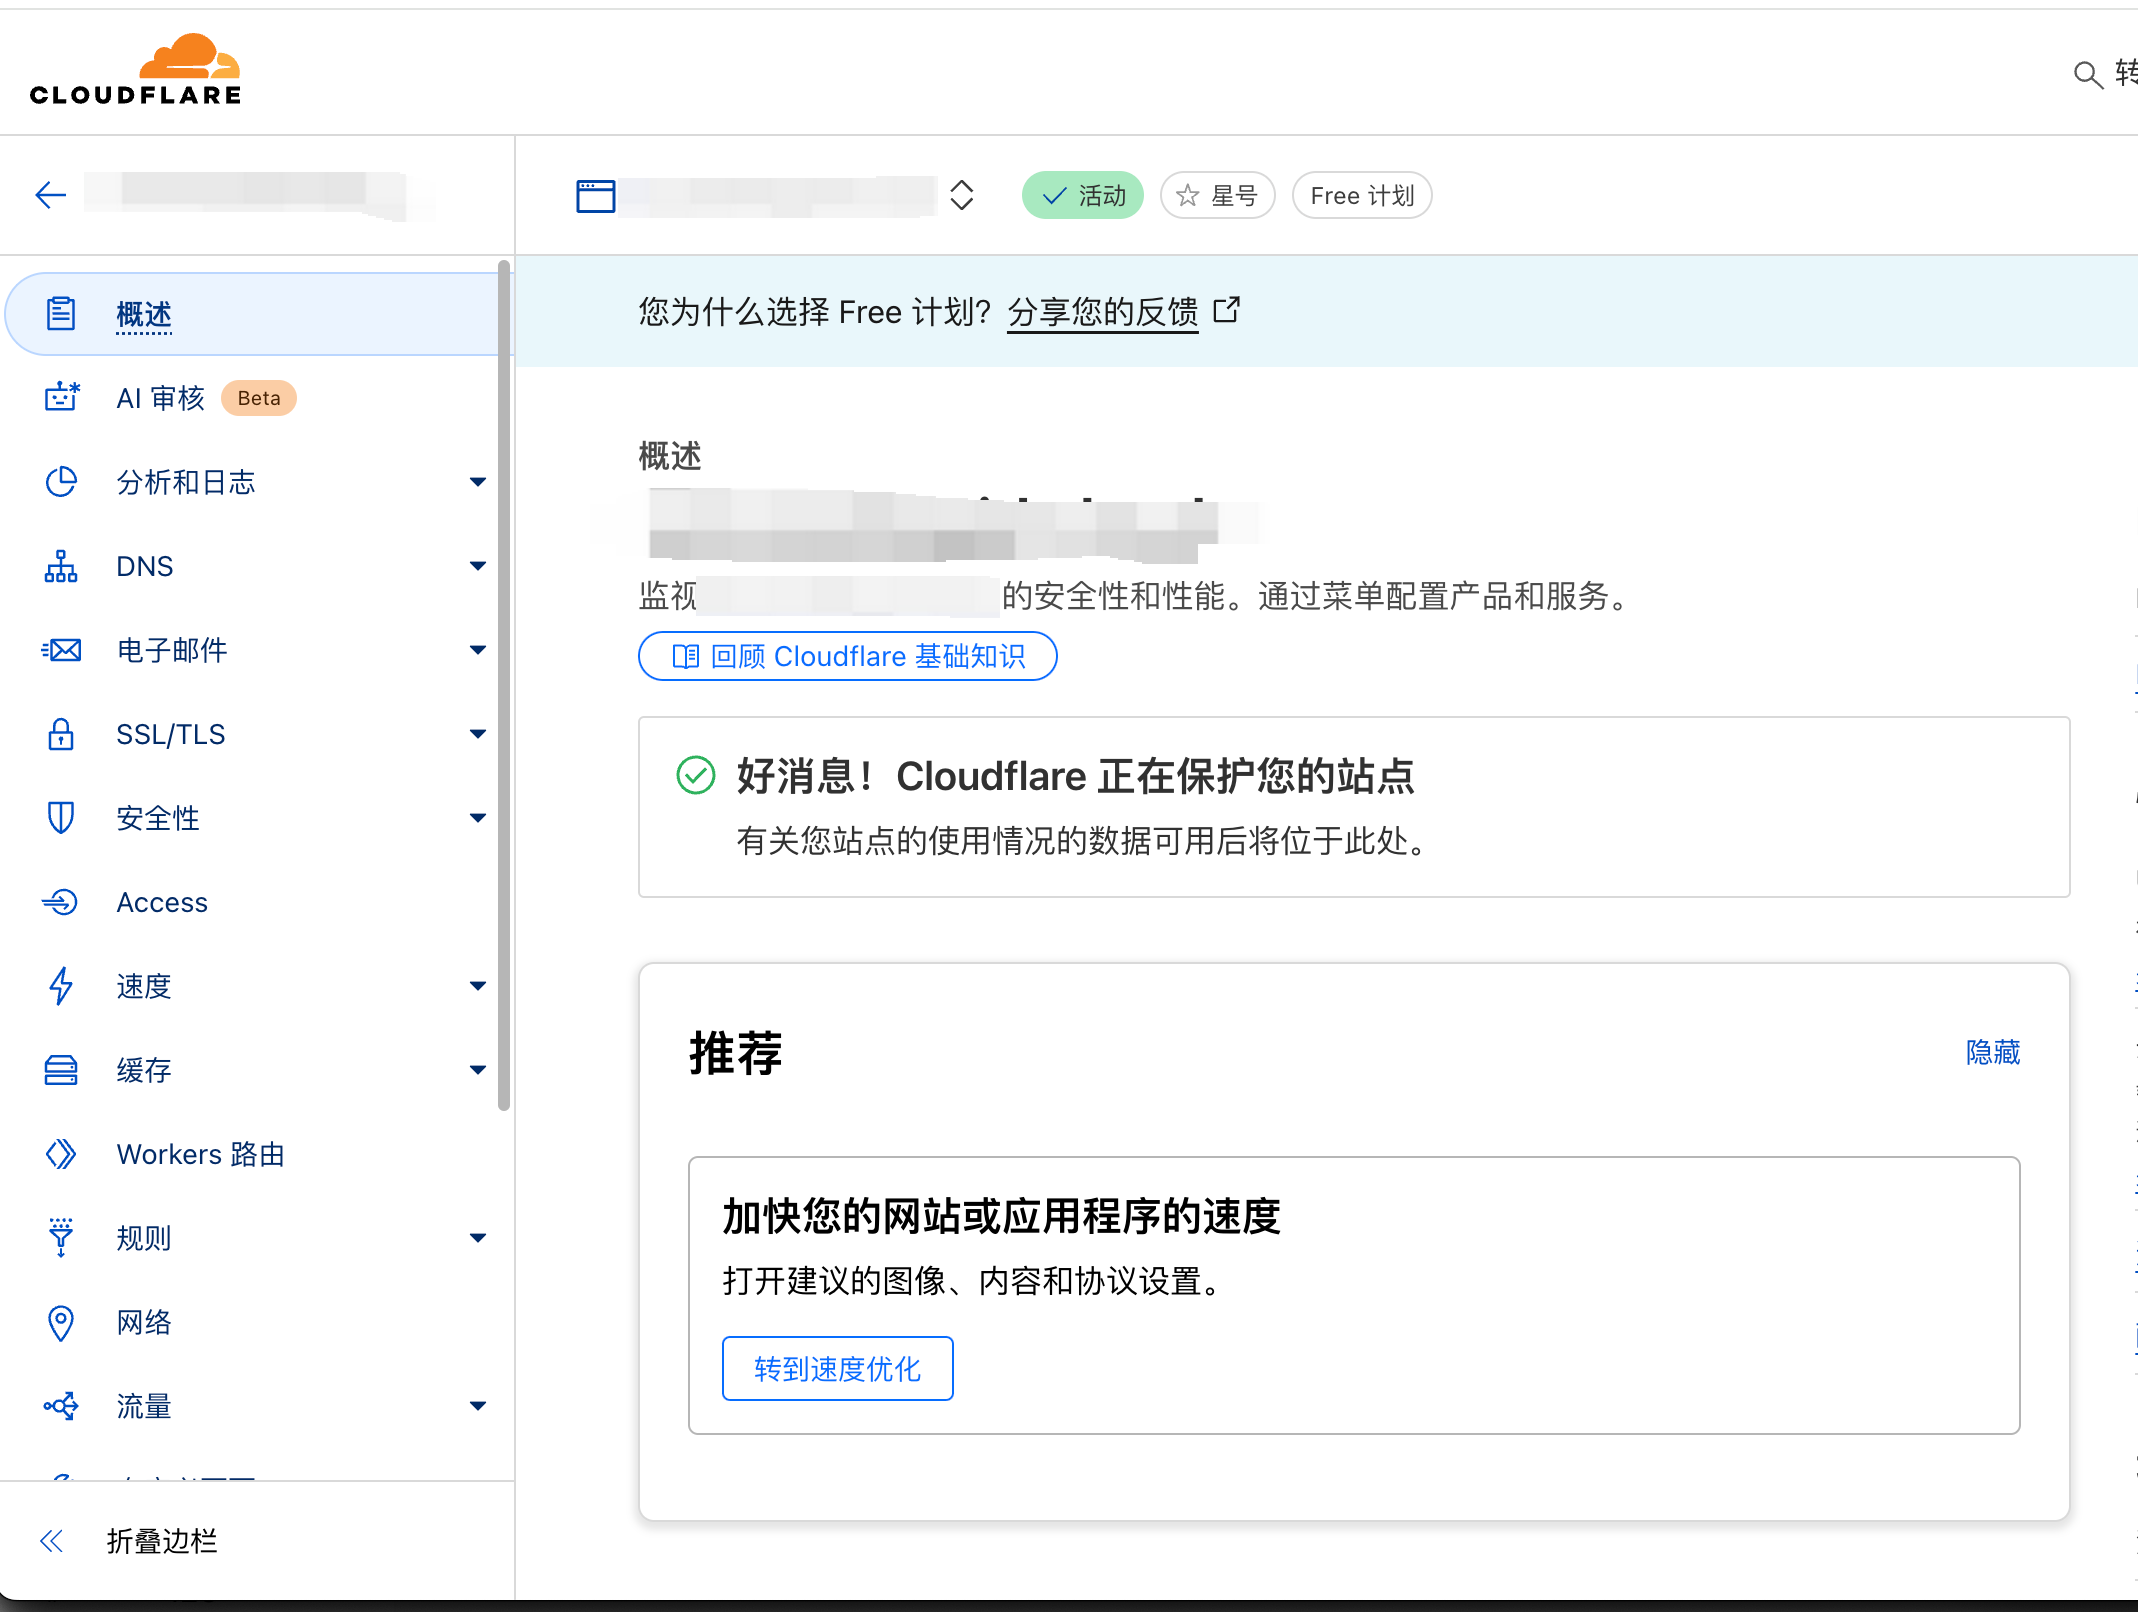 CLOUDFLARE
转
活动
星号
Free 计划
概述
AI 审核 Beta
分析和日志
DNS
电子邮件
SSL/TLS
安全性
Access
速度
缓存
Workers 路由
规则
网络
流量
折叠边栏
您为什么选择 Free 计划? 分享您的反馈
概述
监视 的安全性和性能。通过菜单配置产品和服务。
回顾 Cloudflare 基础知识
好消息！Cloudflare 正在保护您的站点
有关您站点的使用情况的数据可用后将位于此处。
推荐
隐藏
加快您的网站或应用程序的速度
打开建议的图像、内容和协议设置。
转到速度优化